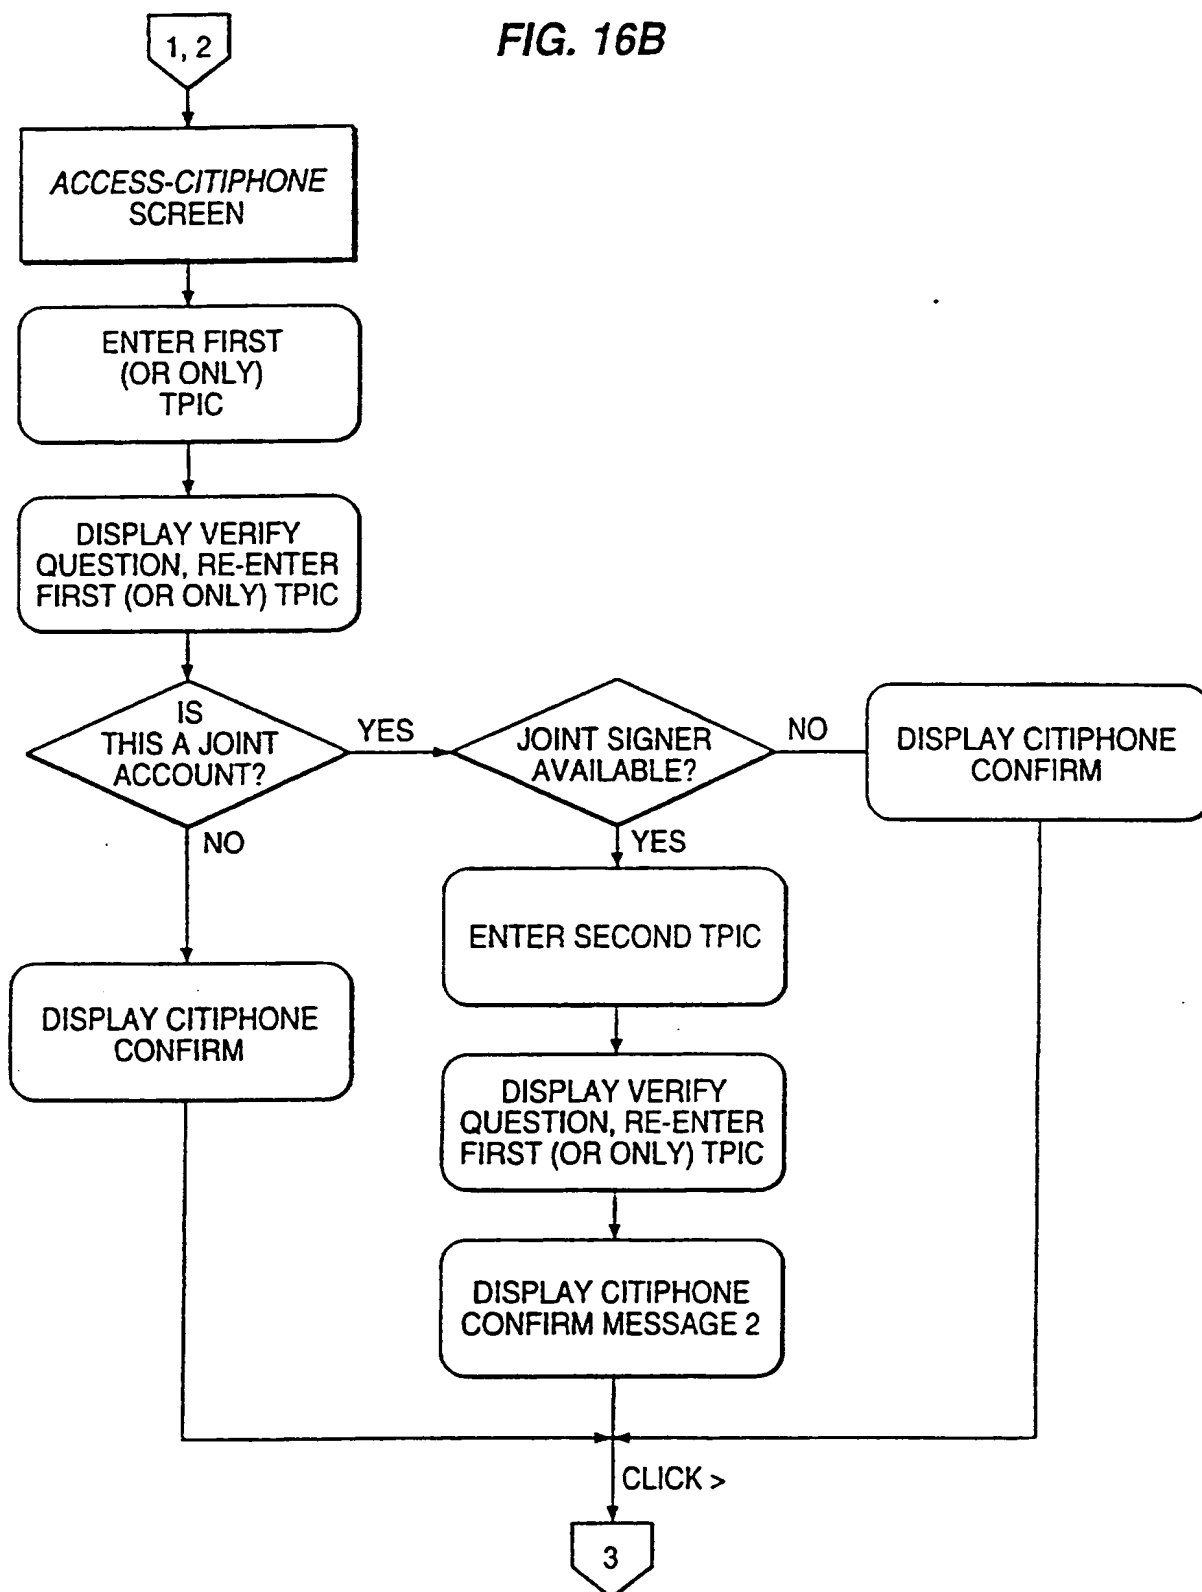 FIG. 16B
1, 2
ACCESS-CITIPHONE
SCREEN
ENTER FIRST
(OR ONLY)
TPIC
DISPLAY VERIFY
QUESTION, RE-ENTER
FIRST (OR ONLY) TPIC
IS
THIS A JOINT
ACCOUNT?
YES
JOINT SIGNER
AVAILABLE?
NO
DISPLAY CITIPHONE
CONFIRM
NO
YES
ENTER SECOND TPIC
DISPLAY CITIPHONE
CONFIRM
DISPLAY VERIFY
QUESTION, RE-ENTER
FIRST (OR ONLY) TPIC
DISPLAY CITIPHONE
CONFIRM MESSAGE 2
CLICK >
3